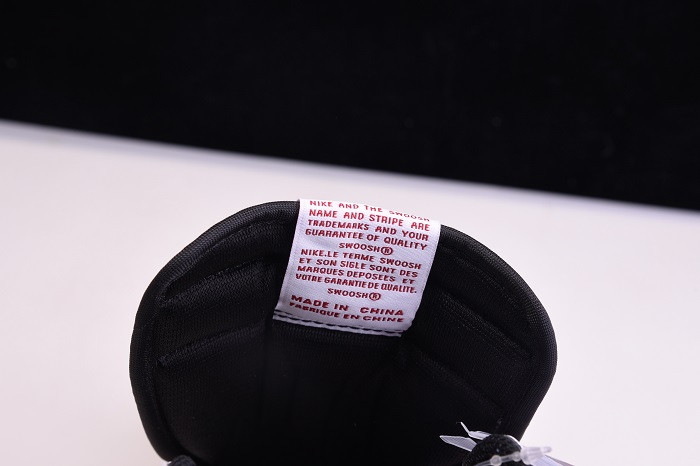 NIKE AND THE SWOOSH
NAME AND STRIPE ARE
TRADEMARKS AND YOUR
GUARANTEE OF QUALITY
SWOOSH®
NIKE.LE TERME SWOOSH
ET SON SIGLE SONT DES
MARQUES DEPOSEES ET
VOTRE GARANTIE DE QUALITE.
SWOOSH®
MADE IN CHINA
FABRIQUE EN CHINE